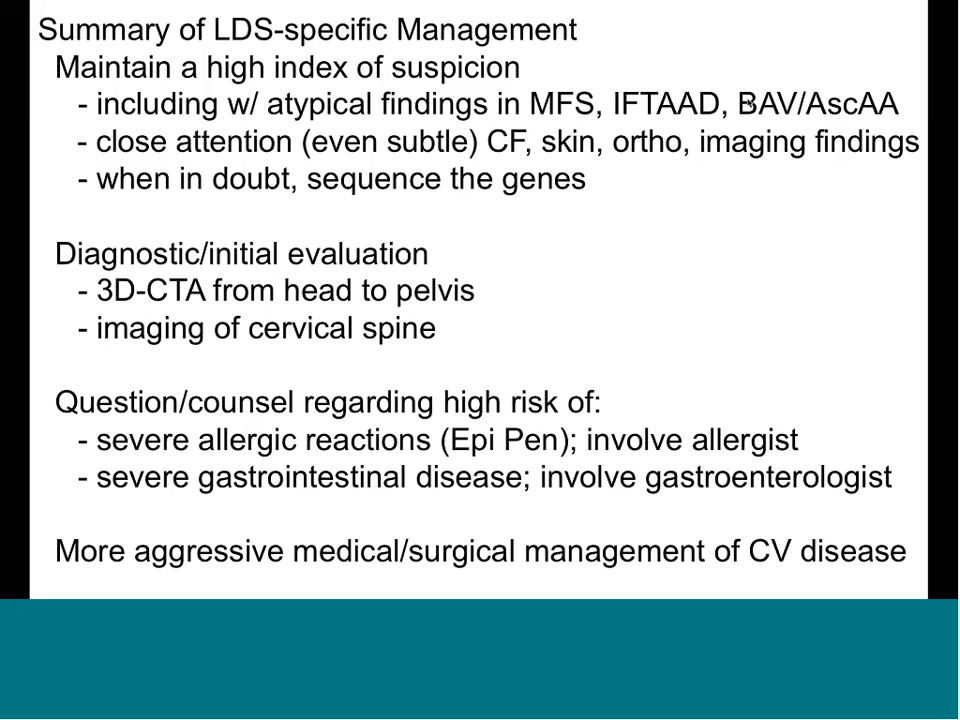 Summary of LDS-specific Management
Maintain a high index of suspicion
- including w/ atypical findings in MFS, IFTAAD, BAV/AscAA
- close attention (even subtle) CF, skin, ortho, imaging findings
- when in doubt, sequence the genes
Diagnostic/initial evaluation
- 3D-CTA from head to pelvis
- imaging of cervical spine
Question/counsel regarding high risk of:
- severe allergic reactions (Epi Pen); involve allergist
- severe gastrointestinal disease; involve gastroenterologist
More aggressive medical/surgical management of CV disease